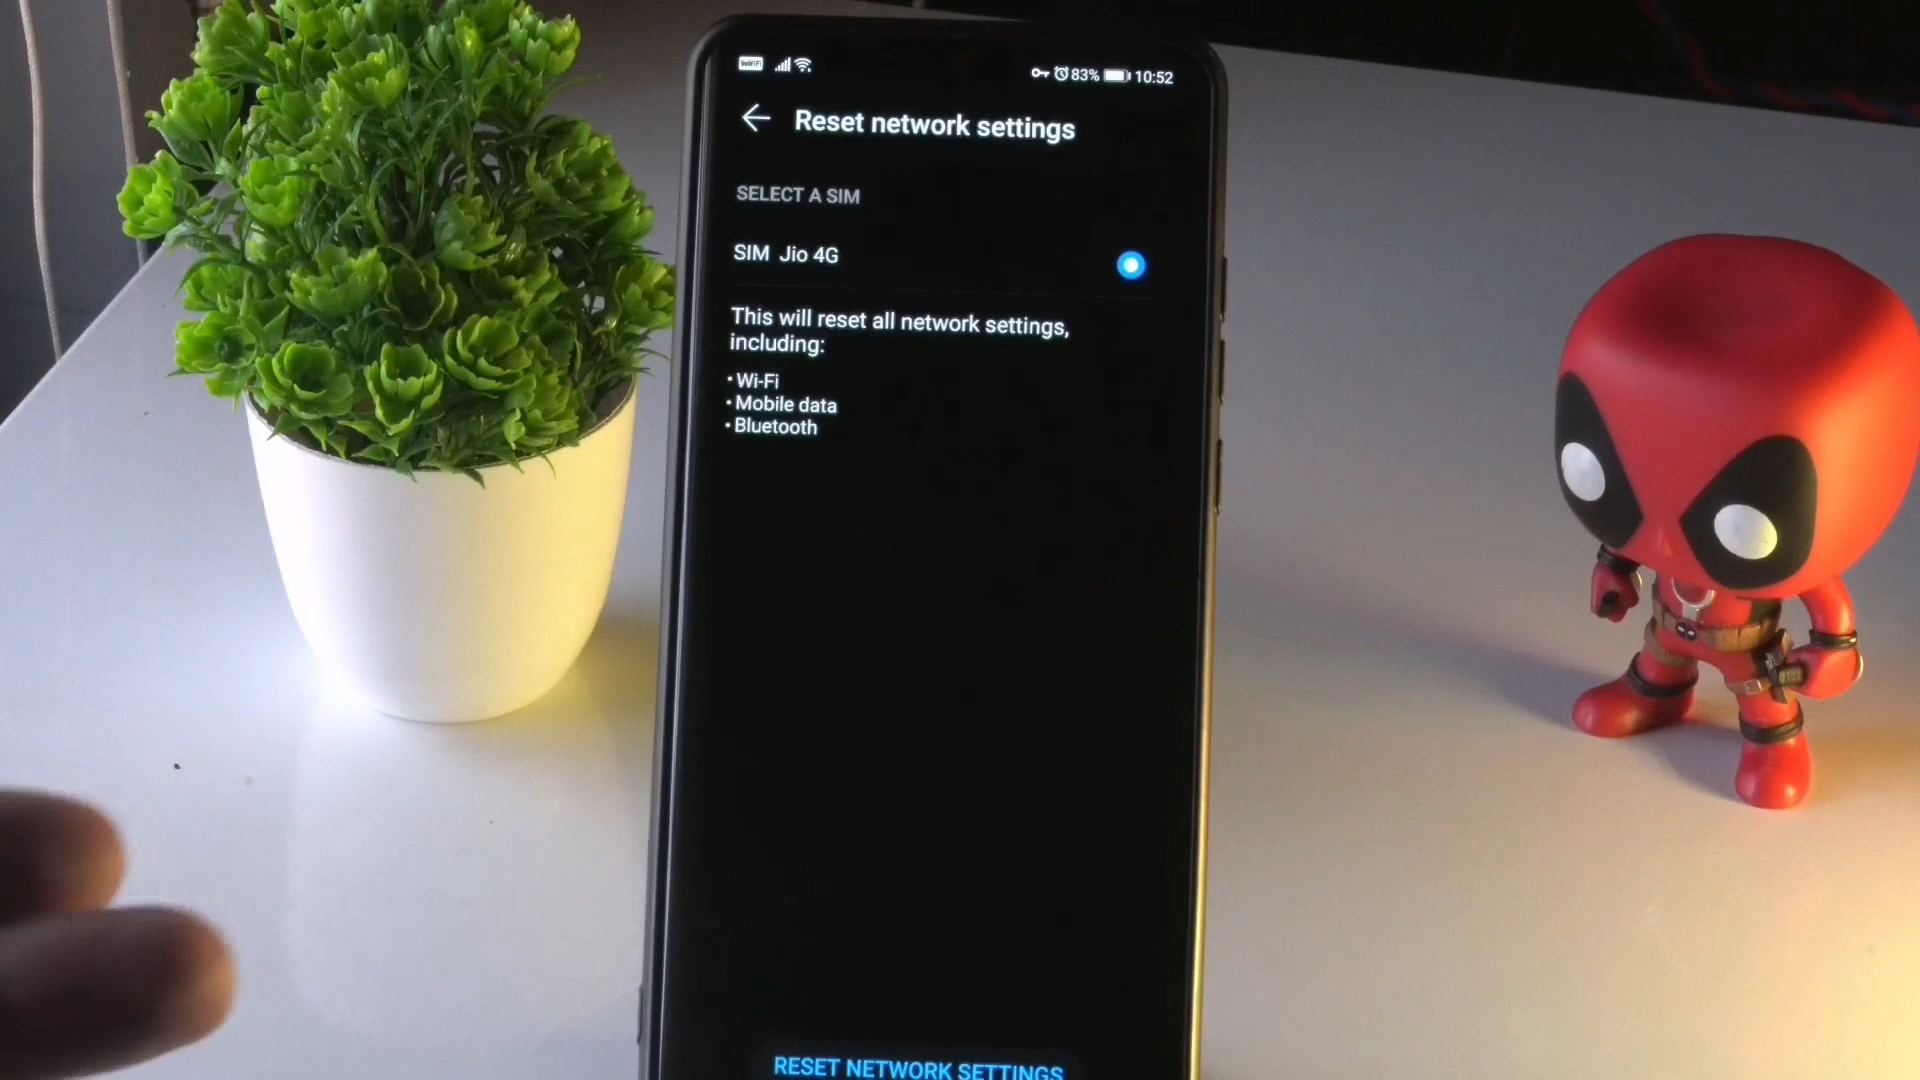 VoWiFi 83% 10:52
Reset network settings
SELECT A SIM
SIM Jio 4G
This will reset all network settings,
including:
• Wi-Fi
• Mobile data
• Bluetooth
RESET NETWORK SETTINGS